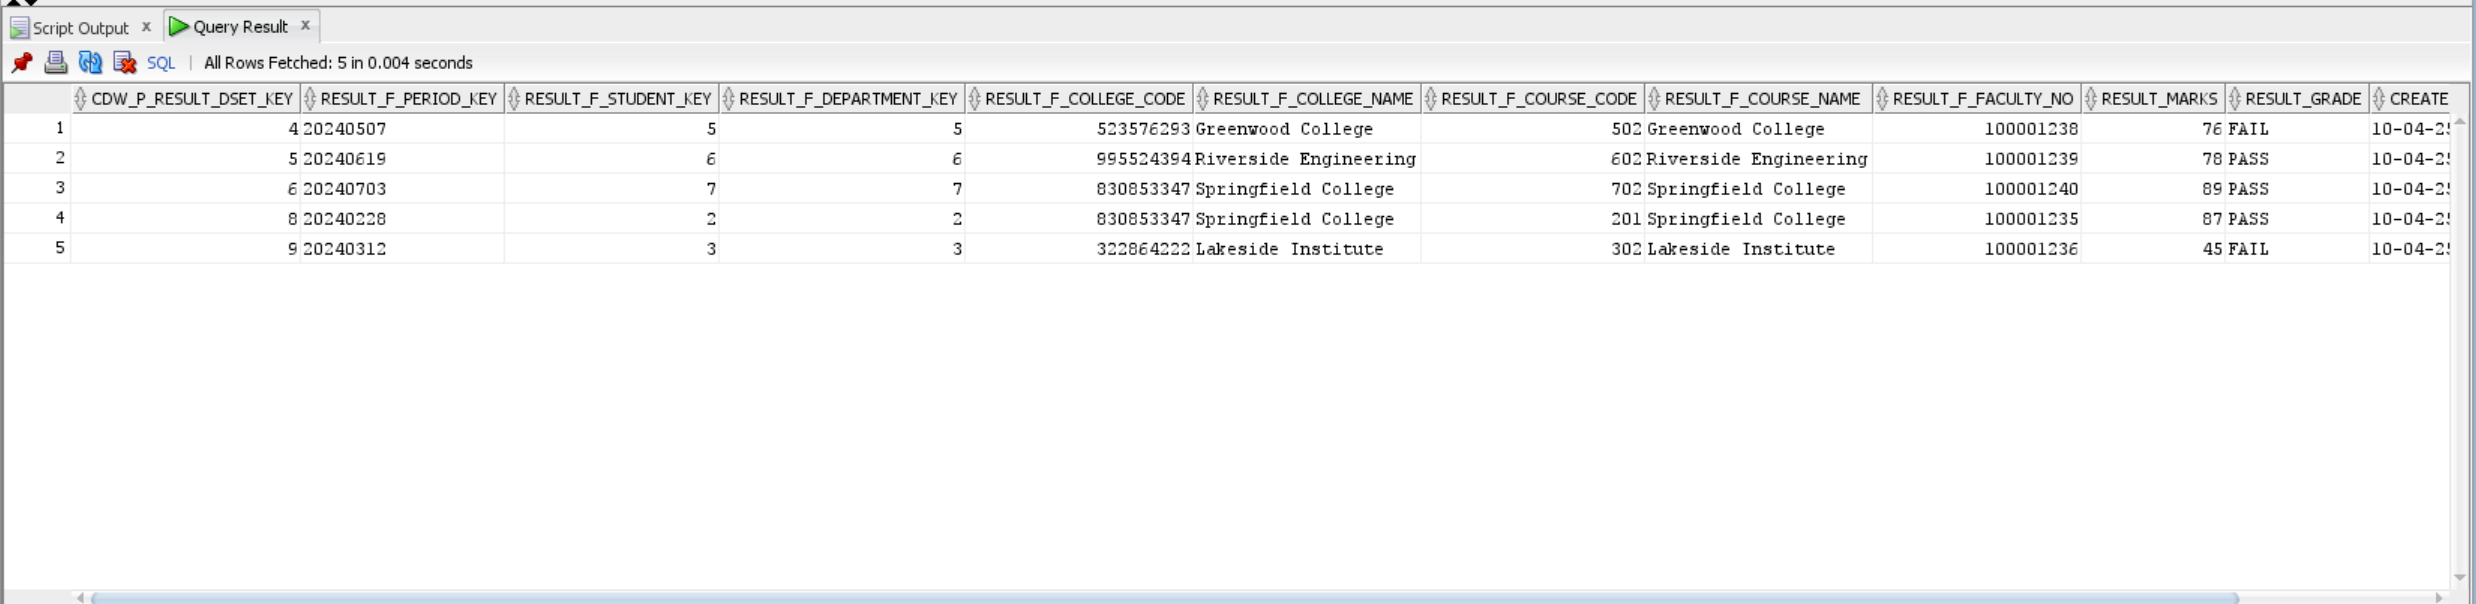 Script Output x Query Result x
SQL | All Rows Fetched: 5 in 0.004 seconds
CDW_P_RESULT_DSET_KEY RESULT_F_PERIOD_KEY RESULT_F_STUDENT_KEY RESULT_F_DEPARTMENT_KEY RESULT_F_COLLEGE_CODE RESULT_F_COLLEGE_NAME RESULT_F_COURSE_CODE RESULT_F_COURSE_NAME RESULT_F_FACULTY_NO RESULT_MARKS RESULT_GRADE CREATE
1 4 20240507 5 5 523576293 Greenwood College 502 Greenwood College 100001238 76 FAIL 10-04-2
2 5 20240619 6 6 995524394 Riverside Engineering 602 Riverside Engineering 100001239 78 PASS 10-04-2
3 6 20240703 7 7 830853347 Springfield College 702 Springfield College 100001240 89 PASS 10-04-2
4 8 20240228 2 2 830853347 Springfield College 201 Springfield College 100001235 87 PASS 10-04-2
5 9 20240312 3 3 322864222 Lakeside Institute 302 Lakeside Institute 100001236 45 FAIL 10-04-2